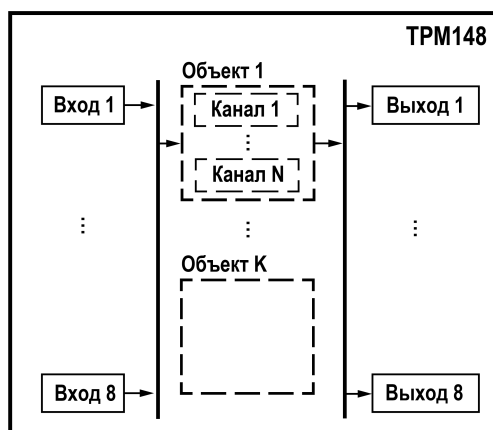 ТРМ148
Объект 1
Вход 1
Канал 1
Выход 1
Канал N
Объект K
Вход 8
Выход 8